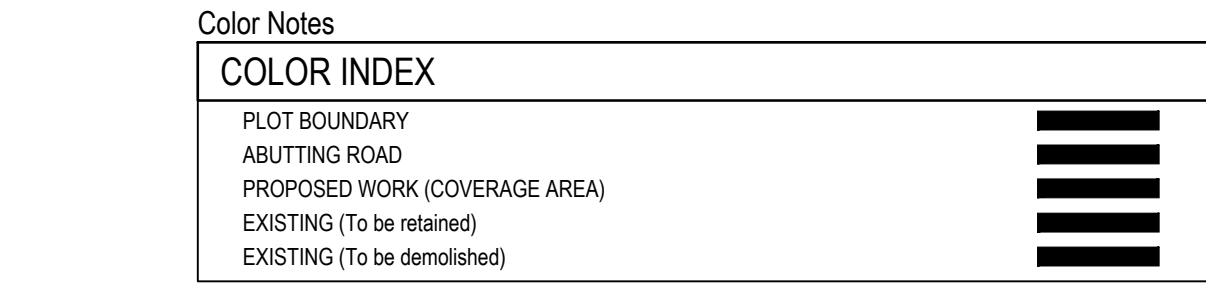 Color Notes
COLOR INDEX
PLOT BOUNDARY
ABUTTING ROAD
PROPOSED WORK (COVERAGE AREA)
EXISTING (To be retained)
EXISTING (To be demolished)